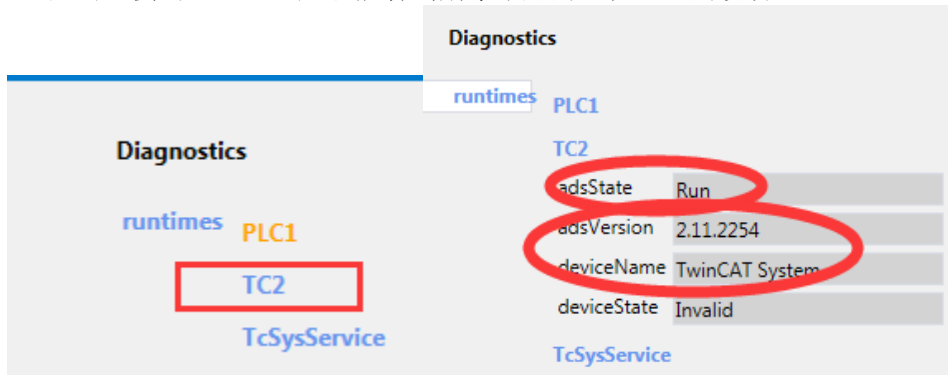 Diagnostics
runtimes
PLC1
TC2
TcSysService
Diagnostics
runtimes
PLC1
TC2
adsState Run
adsVersion 2.11.2254
deviceName TwinCAT System
deviceState Invalid
TcSysService